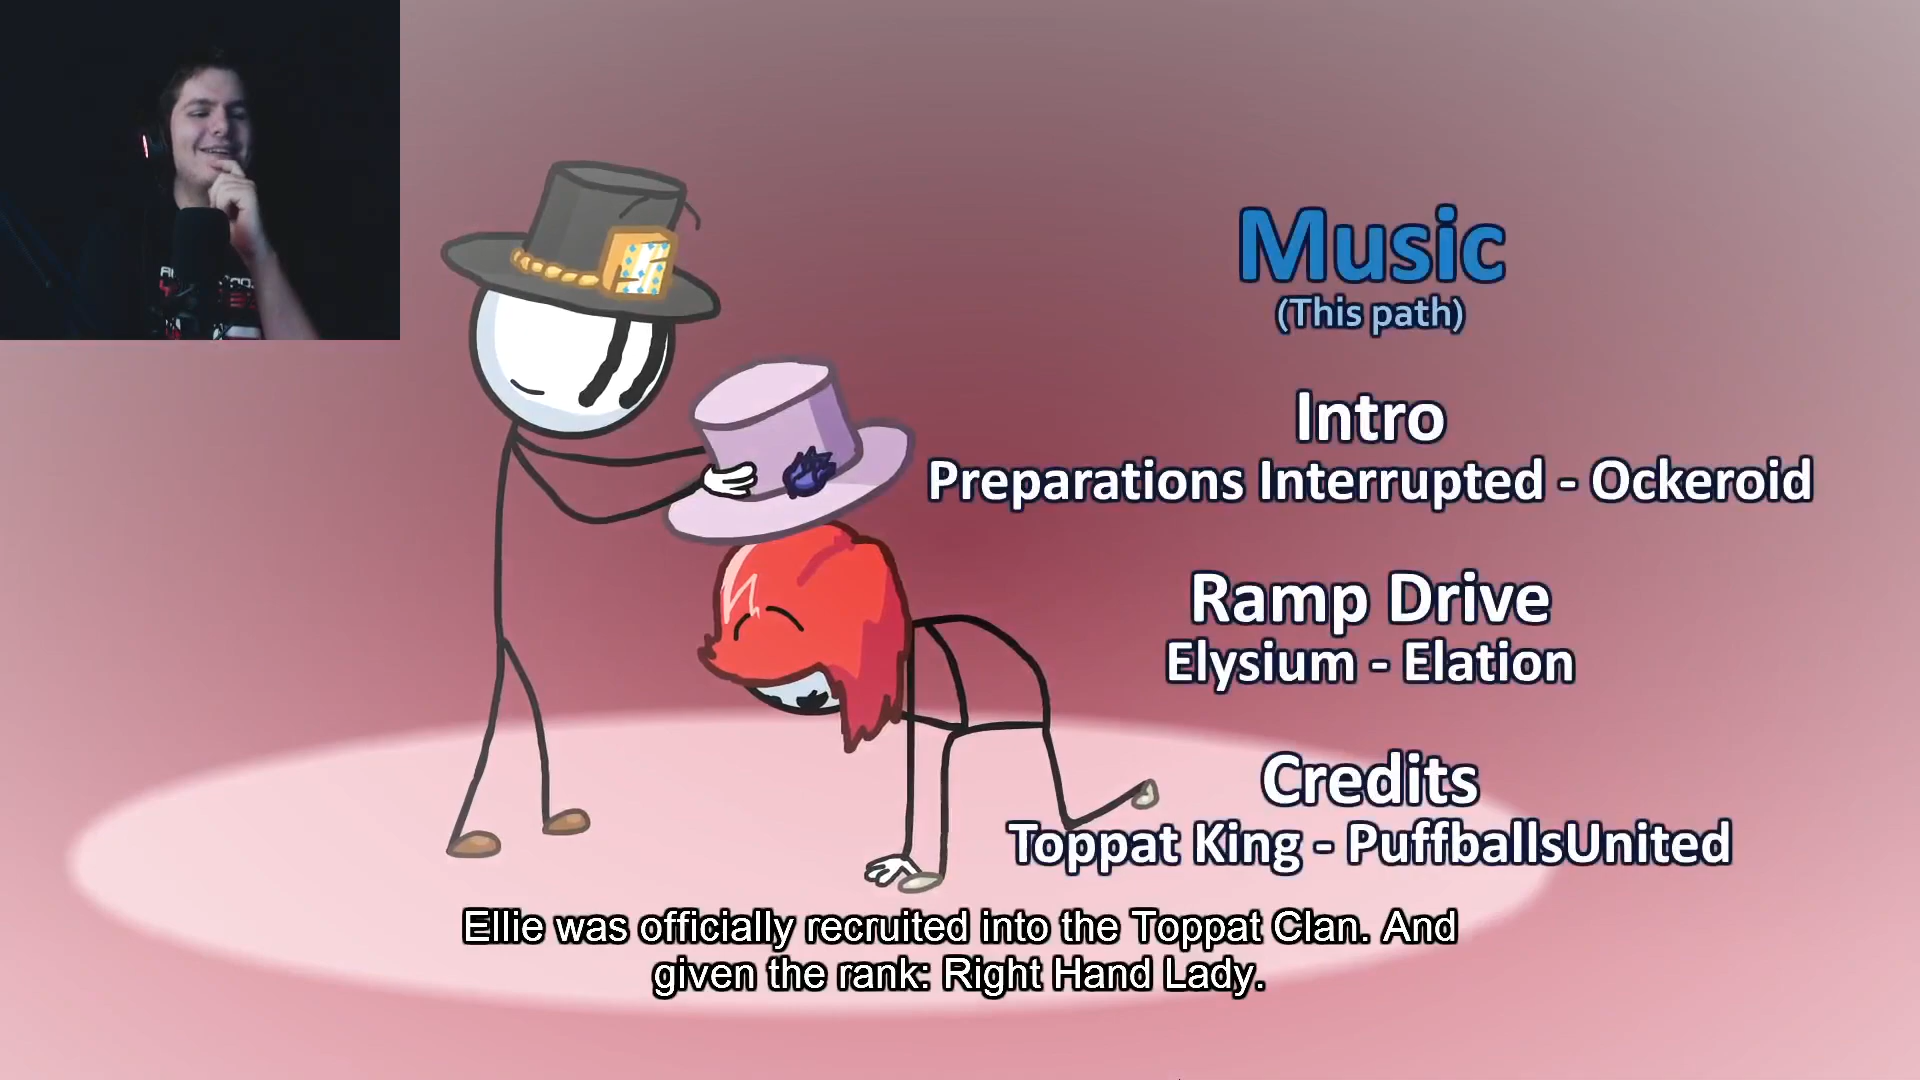 Music
(This path)
Intro
Preparations Interrupted - Ockeroid
Ramp Drive
Elysium - Elation
Credits
Toppat King - PuffballsUnited
Ellie was officially recruited into the Toppat Clan. And
given the rank: Right Hand Lady.